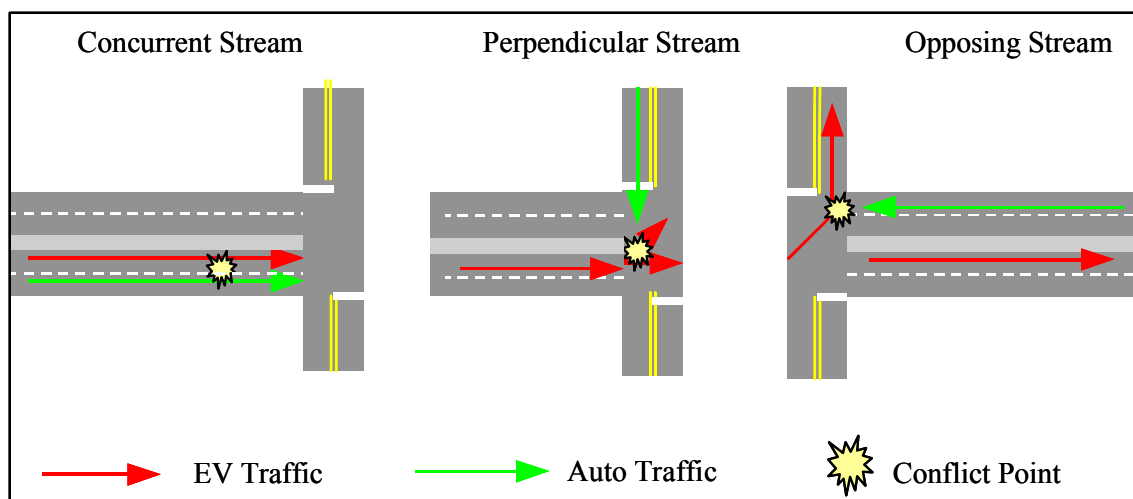 Concurrent Stream
Perpendicular Stream
Opposing Stream
EV Traffic
Auto Traffic
Conflict Point